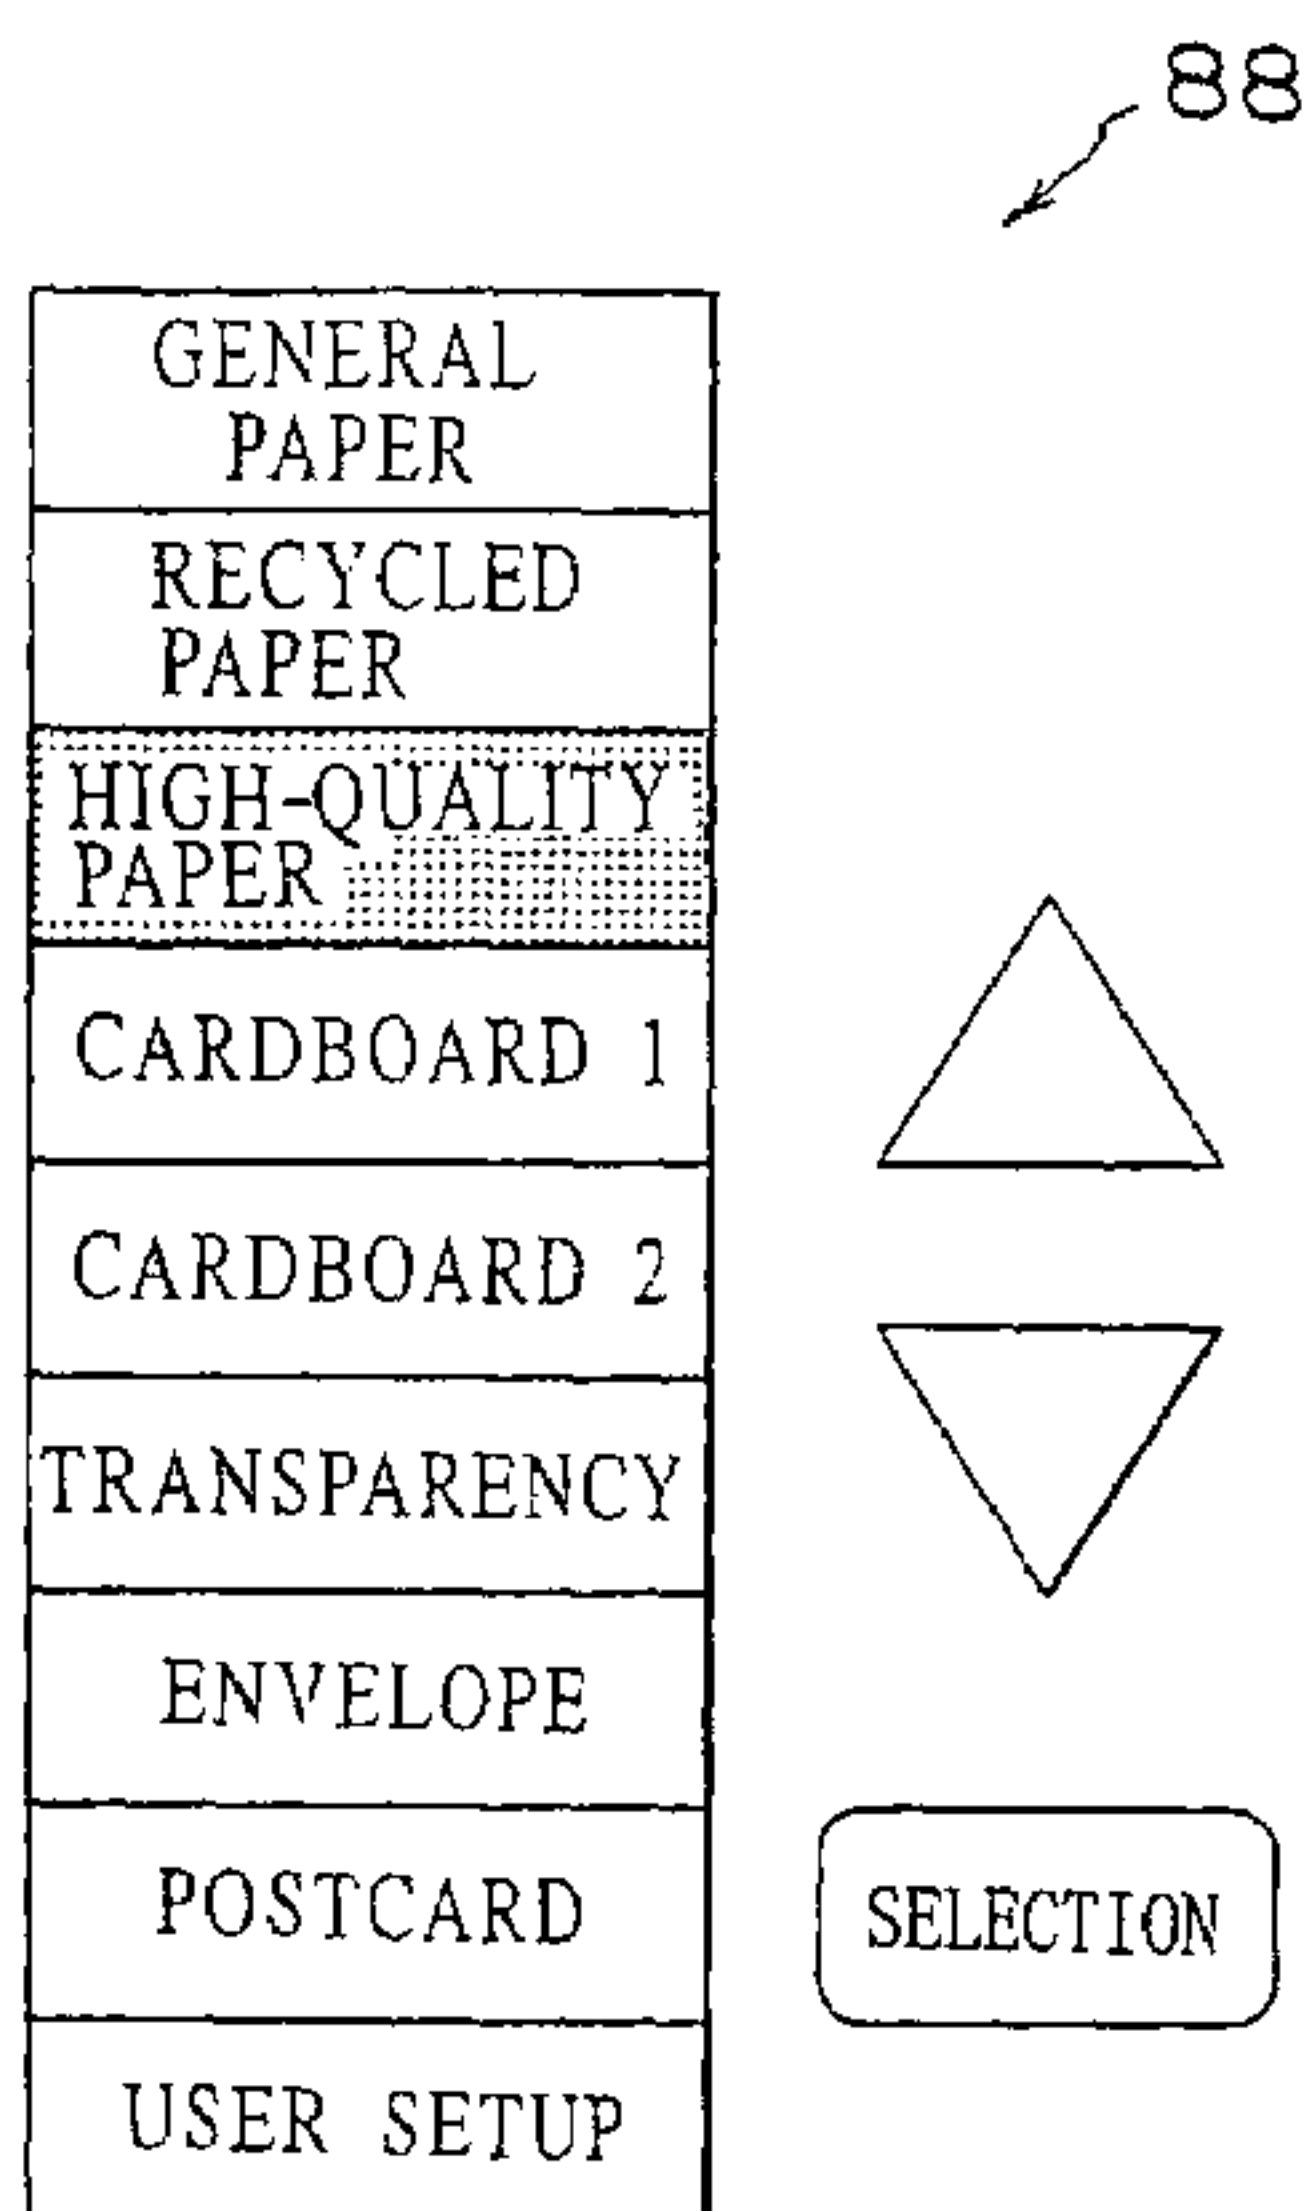 88
GENERAL
PAPER
RECYCLED
PAPER
HIGH-QUALITY
PAPER
CARDBOARD 1
CARDBOARD 2
TRANSPARENCY
ENVELOPE
POSTCARD
SELECTION
USER SETUP